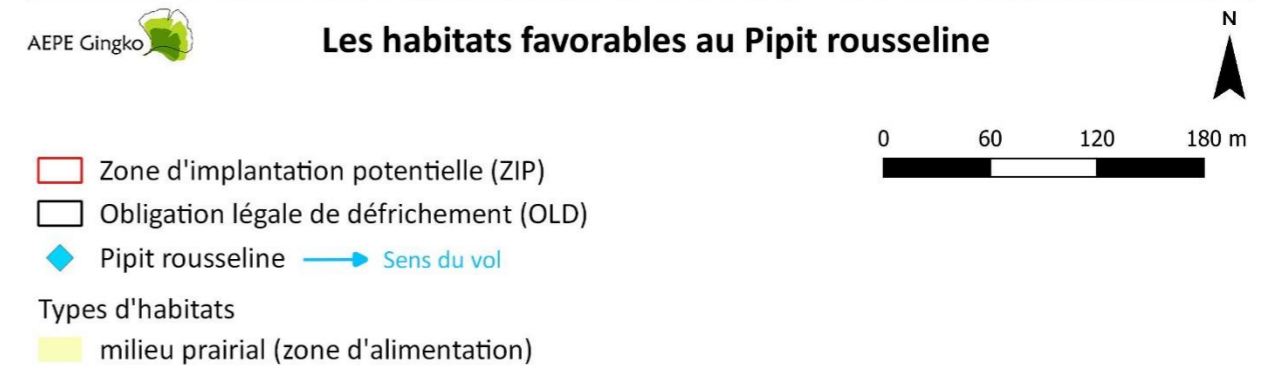 AEPE Gingko
Les habitats favorables au Pipit rousseline
N
0 60 120 180 m
Zone d'implantation potentielle (ZIP)
Obligation légale de défrichement (OLD)
Pipit rousseline Sens du vol
Types d'habitats
milieu prairial (zone d'alimentation)